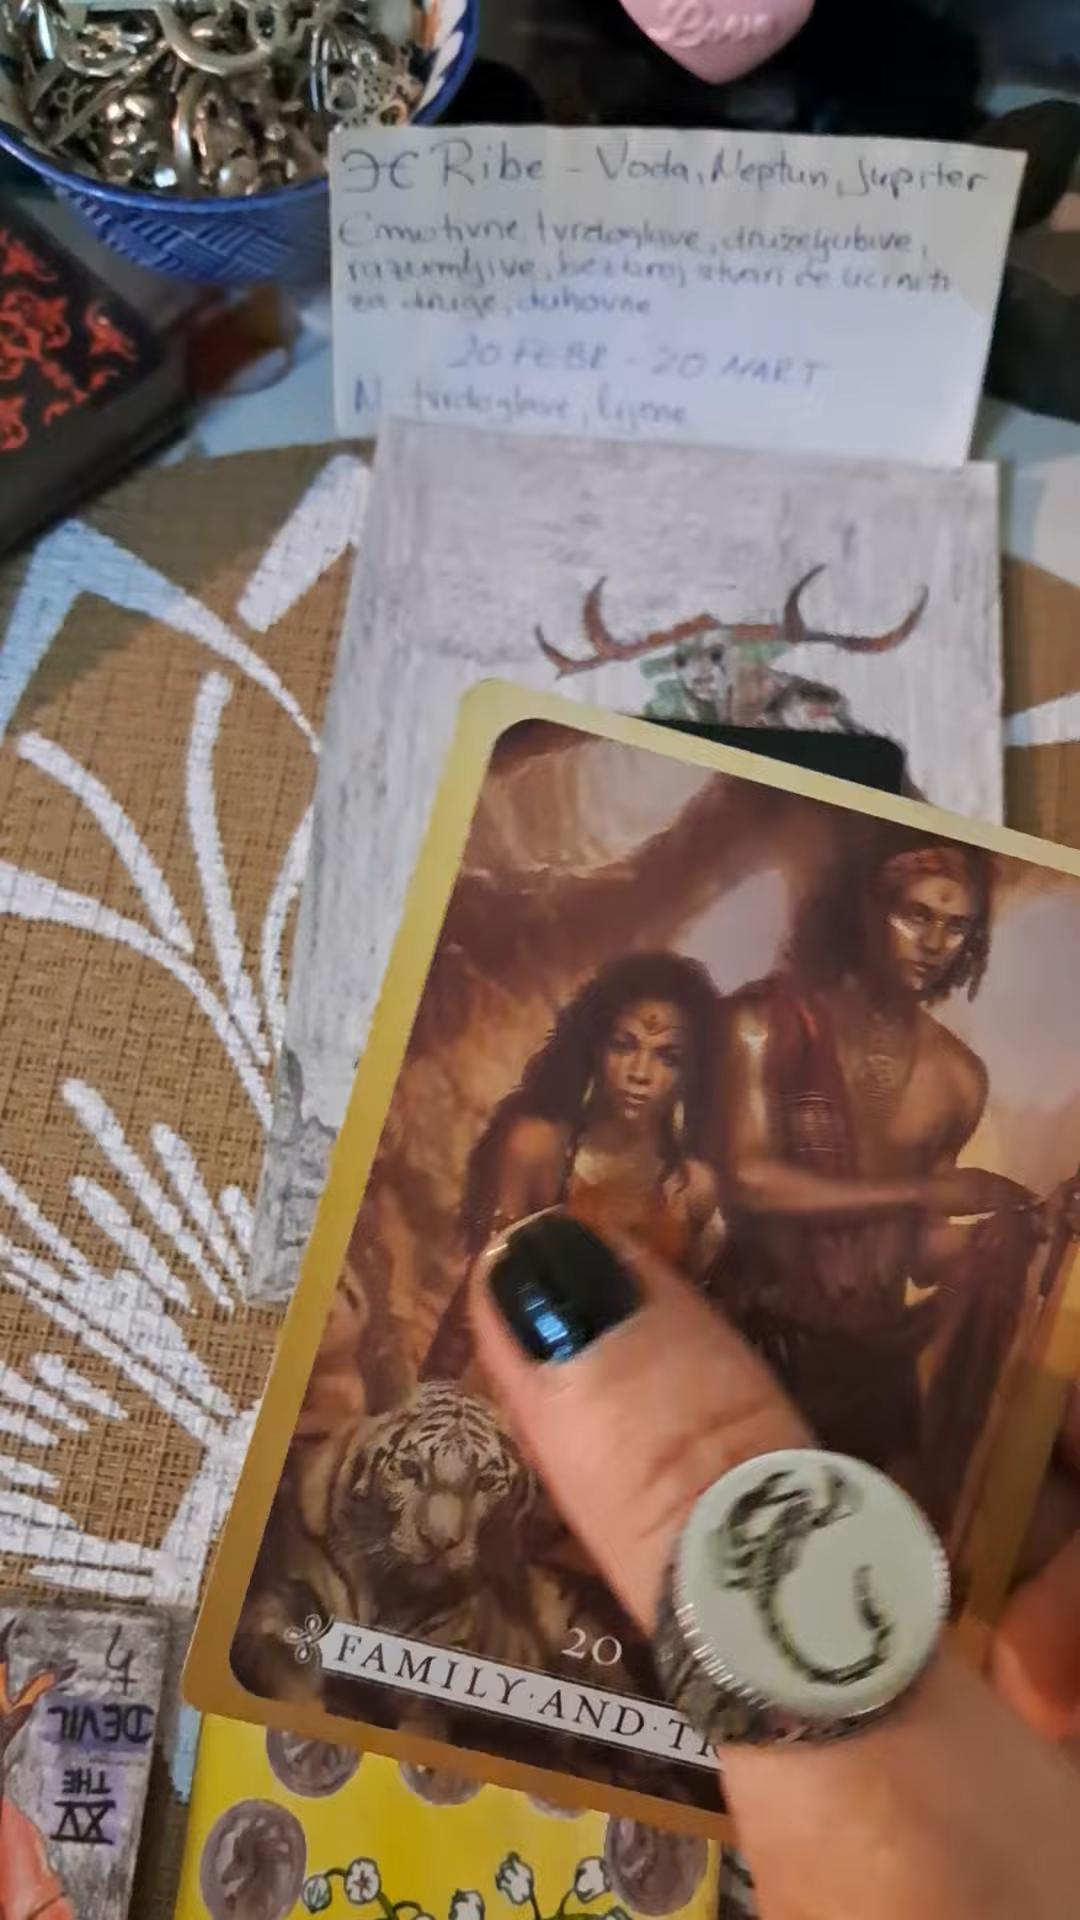 Love
♓ Ribe - Voda, Neptun, Jupiter
Emotivne, tvrdoglave, druželjubive,
razumljive, bezbroj stvari će učiniti
za druge, duhovne
20 FEBR - 20 MART
N - tvrdoglave, lijene
20
FAMILY·AND·TR
XV
THE
DEVIL